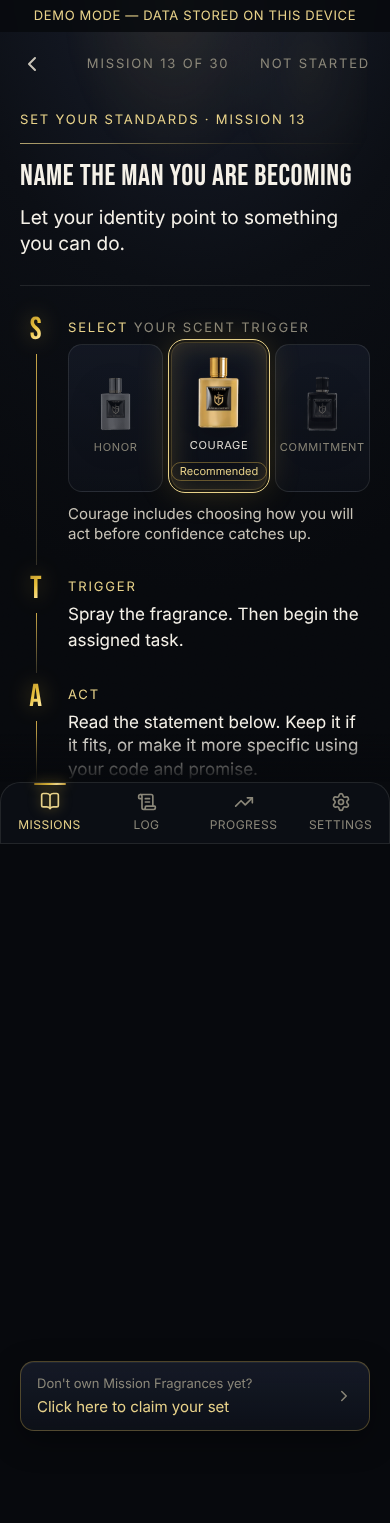 DEMO MODE — DATA STORED ON THIS DEVICE
MISSION 13 OF 30 NOT STARTED
SET YOUR STANDARDS · MISSION 13
NAME THE MAN YOU ARE BECOMING
Let your identity point to something
you can do.
S
SELECT YOUR SCENT TRIGGER
HONOR
COURAGE
Recommended
COMMITMENT
Courage includes choosing how you will
act before confidence catches up.
T
TRIGGER
Spray the fragrance. Then begin the
assigned task.
A
ACT
Read the statement below. Keep it if
it fits, or make it more specific using
your code and promise.
MISSIONS LOG PROGRESS SETTINGS
Don't own Mission Fragrances yet?
Click here to claim your set